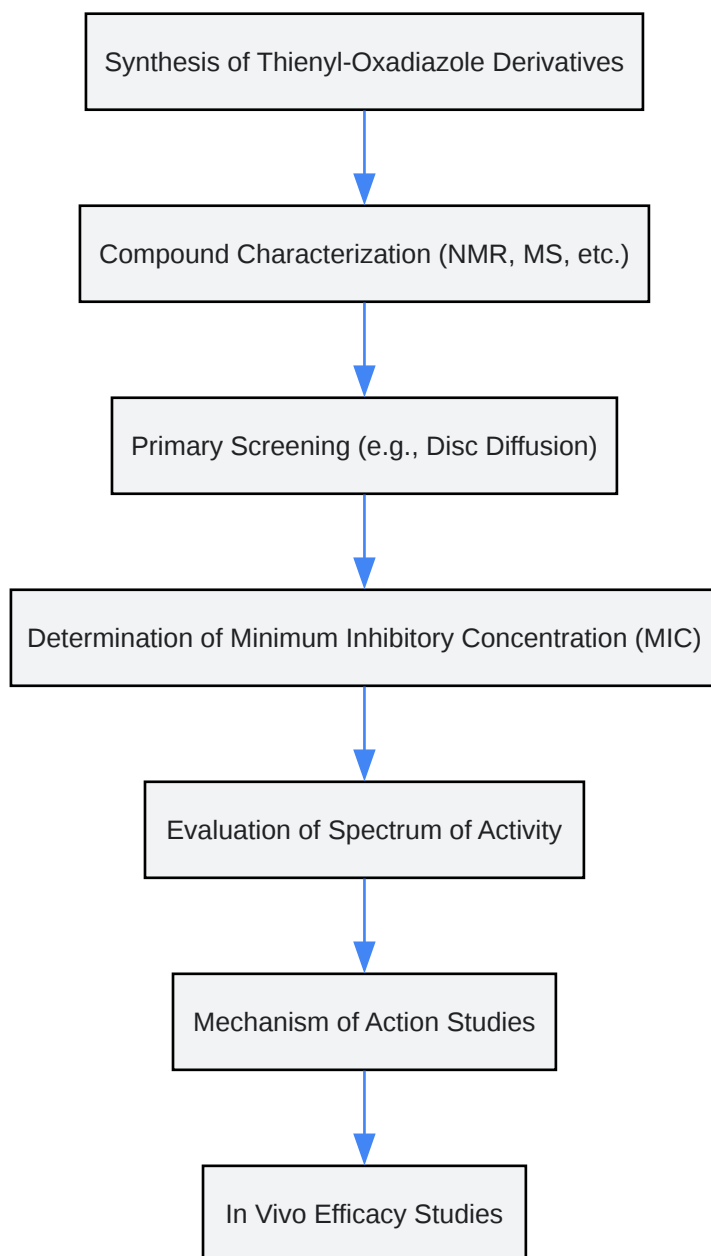 Synthesis of Thienyl-Oxadiazole Derivatives
Compound Characterization (NMR, MS, etc.)
Primary Screening (e.g., Disc Diffusion)
Determination of Minimum Inhibitory Concentration (MIC)
Evaluation of Spectrum of Activity
Mechanism of Action Studies
In Vivo Efficacy Studies